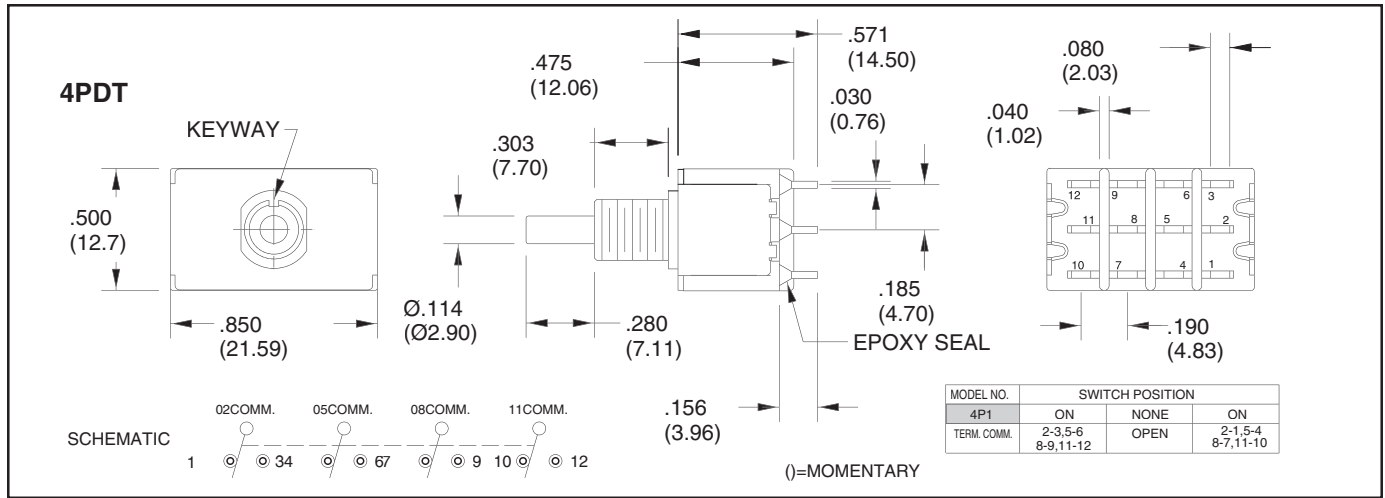 4PDT
KEYWAY
.500
(12.7)
.850
(21.59)
.475
(12.06)
.303
(7.70)
Ø.114
(Ø2.90)
.280
(7.11)
.571
(14.50)
.030
(0.76)
.185
(4.70)
EPOXY SEAL
.156
(3.96)
.080
(2.03)
.040
(1.02)
12 9 6 3
11 8 5 2
10 7 4 1
.190
(4.83)
02COMM. 05COMM. 08COMM. 11COMM.
SCHEMATIC
1 34 67 9 10 12
()=MOMENTARY
MODEL NO. SWITCH POSITION
4P1 ON NONE ON
TERM. COMM. 2-3,5-6 OPEN 2-1,5-4
8-9,11-12 8-7,11-10